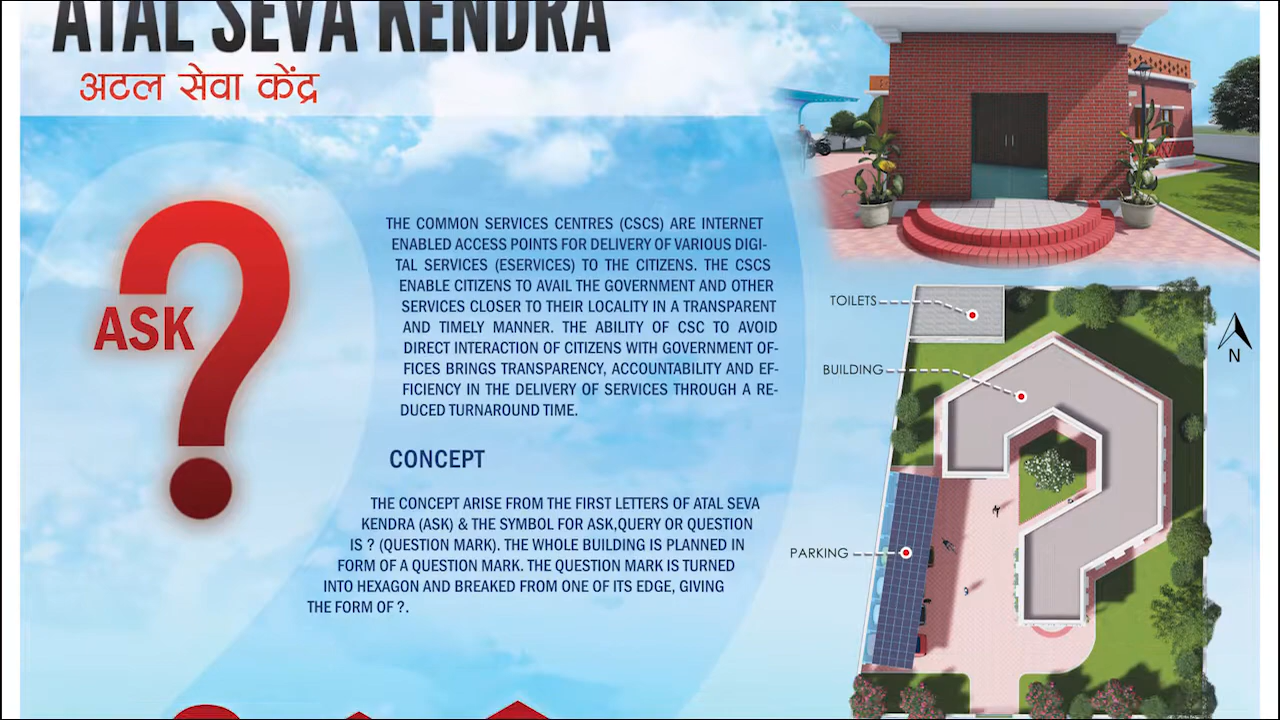 ATAL SEVA KENDRA
अटल सेवा केंद्र
ASK
THE COMMON SERVICES CENTRES (CSCS) ARE INTERNET
ENABLED ACCESS POINTS FOR DELIVERY OF VARIOUS DIGI-
TAL SERVICES (ESERVICES) TO THE CITIZENS. THE CSCS
ENABLE CITIZENS TO AVAIL THE GOVERNMENT AND OTHER
SERVICES CLOSER TO THEIR LOCALITY IN A TRANSPARENT
AND TIMELY MANNER. THE ABILITY OF CSC TO AVOID
DIRECT INTERACTION OF CITIZENS WITH GOVERNMENT OF-
FICES BRINGS TRANSPARENCY, ACCOUNTABILITY AND EF-
FICIENCY IN THE DELIVERY OF SERVICES THROUGH A RE-
DUCED TURNAROUND TIME.
CONCEPT
THE CONCEPT ARISE FROM THE FIRST LETTERS OF ATAL SEVA
KENDRA (ASK) & THE SYMBOL FOR ASK,QUERY OR QUESTION
IS ? (QUESTION MARK). THE WHOLE BUILDING IS PLANNED IN
FORM OF A QUESTION MARK. THE QUESTION MARK IS TURNED
INTO HEXAGON AND BREAKED FROM ONE OF ITS EDGE, GIVING
THE FORM OF ?.
TOILETS
BUILDING
PARKING
N